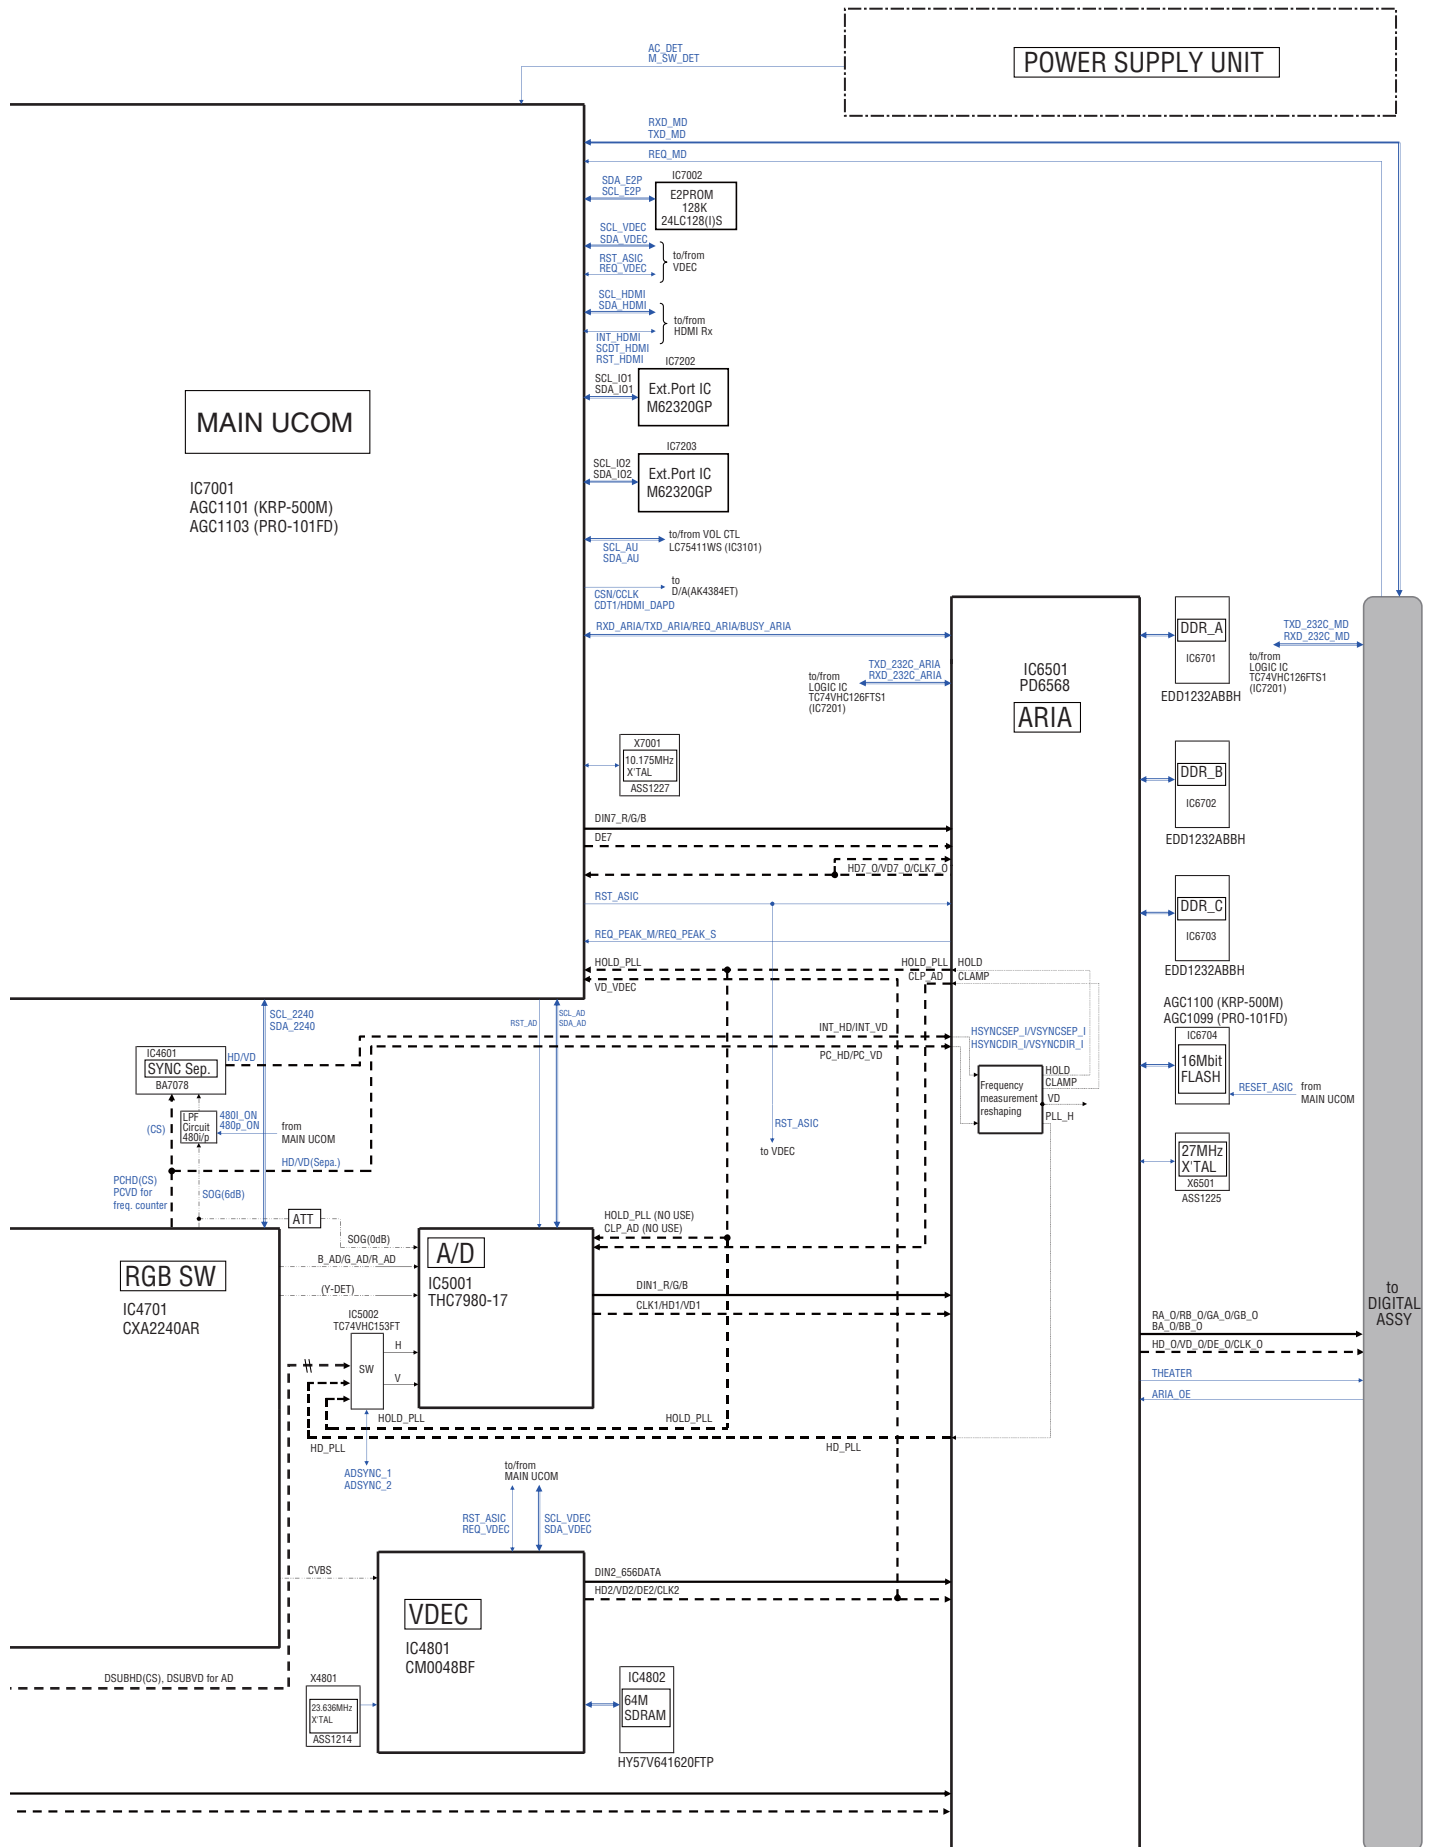 AC_DET
M_SW_DET
POWER SUPPLY UNIT
RXD_MD
TXD_MD
REQ_MD
IC7002
SDA_E2P
SCL_E2P
E2PROM
128K
24LC128(I)S
SCL_VDEC
SDA_VDEC
RST_ASIC
REQ_VDEC
to/from
VDEC
SCL_HDMI
SDA_HDMI
to/from
HDMI Rx
INT_HDMI
SCDT_HDMI
RST_HDMI
IC7202
SCL_IO1
SDA_IO1
Ext.Port IC
M62320GP
MAIN UCOM
IC7001
AGC1101 (KRP-500M)
AGC1103 (PRO-101FD)
IC7203
SCL_IO2
SDA_IO2
Ext.Port IC
M62320GP
SCL_AU
SDA_AU
to/from VOL CTL
LC75411WS (IC3101)
to
D/A(AK4384ET)
CSN/CCLK
CDT1/HDMI_DAPD
RXD_ARIA/TXD_ARIA/REQ_ARIA/BUSY_ARIA
TXD_232C_ARIA
RXD_232C_ARIA
to/from
LOGIC IC
TC74VHC126FTS1
(IC7201)
IC6501
PD6568
ARIA
DDR_A
IC6701
EDD1232ABBH
TXD_232C_MD
RXD_232C_MD
to/from
LOGIC IC
TC74VHC126FTS1
(IC7201)
X7001
10.175MHz
X'TAL
ASS1227
DDR_B
IC6702
EDD1232ABBH
DIN7_R/G/B
DE7
HD7_O/VD7_O/CLK7_O
RST_ASIC
DDR_C
IC6703
EDD1232ABBH
REQ_PEAK_M/REQ_PEAK_S
HOLD_PLL
VD_VDEC
HOLD_PLL
CLP_AD
HOLD
CLAMP
AGC1100 (KRP-500M)
AGC1099 (PRO-101FD)
IC6704
16Mbit
FLASH
RESET_ASIC
from
MAIN UCOM
SCL_2240
SDA_2240
RST_AD
SCL_AD
SDA_AD
INT_HD/INT_VD
PC_HD/PC_VD
HSYNCSEP_I/VSYNCSEP_I
HSYNCDIR_I/VSYNCDIR_I
IC4601
SYNC Sep.
BA7078
HD/VD
LPF
Circuit
480i/p
480I_ON
480p_ON
from
MAIN UCOM
(CS)
HD/VD(Sepa.)
Frequency
measurement
reshaping
HOLD
CLAMP
VD
PLL_H
RST_ASIC
to VDEC
27MHz
X'TAL
X6501
ASS1225
PCHD(CS)
PCVD for
freq. counter
SOG(6dB)
ATT
SOG(0dB)
B_AD/G_AD/R_AD
(Y-DET)
HOLD_PLL (NO USE)
CLP_AD (NO USE)
A/D
IC5001
THC7980-17
RGB SW
IC4701
CXA2240AR
DIN1_R/G/B
CLK1/HD1/VD1
IC5002
TC74VHC153FT
SW
H
V
HOLD_PLL
HOLD_PLL
HD_PLL
HD_PLL
ADSYNC_1
ADSYNC_2
to
DIGITAL
ASSY
RA_O/RB_O/GA_O/GB_O
BA_O/BB_O
HD_O/VD_O/DE_O/CLK_O
THEATER
ARIA_OE
to/from
MAIN UCOM
RST_ASIC
REQ_VDEC
SCL_VDEC
SDA_VDEC
CVBS
VDEC
IC4801
CM0048BF
DIN2_656DATA
HD2/VD2/DE2/CLK2
DSUBHD(CS), DSUBVD for AD
X4801
23.636MHz
X'TAL
ASS1214
IC4802
64M
SDRAM
HY57V641620FTP